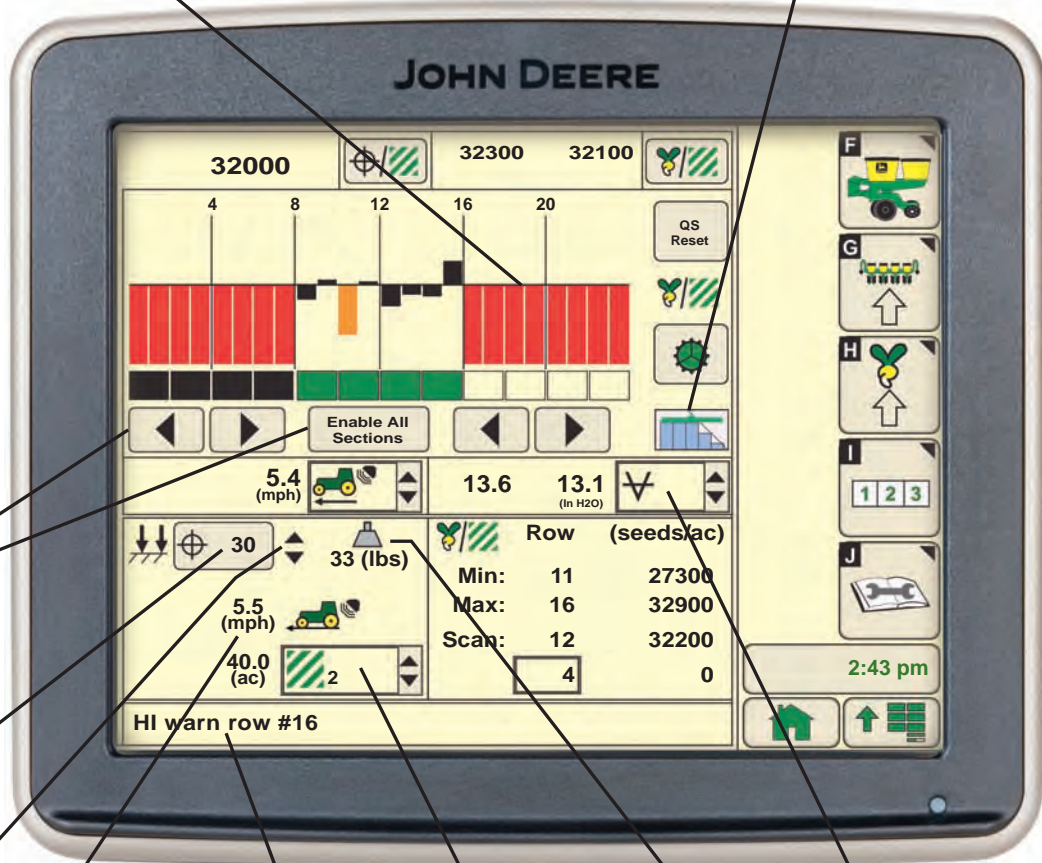 JOHN DEERE
32000
32300 32100
4 8 12 16 20
QS
Reset
Enable All
Sections
5.4
(mph)
13.6 13.1
(In H2O)
30
33 (lbs)
5.5
(mph)
40.0
(ac)
2
Row (seeds/ac)
Min: 11 27300
Max: 16 32900
Scan: 12 32200
4 0
HI warn row #16
F
G
H
I
1 2 3
J
2:43 pm